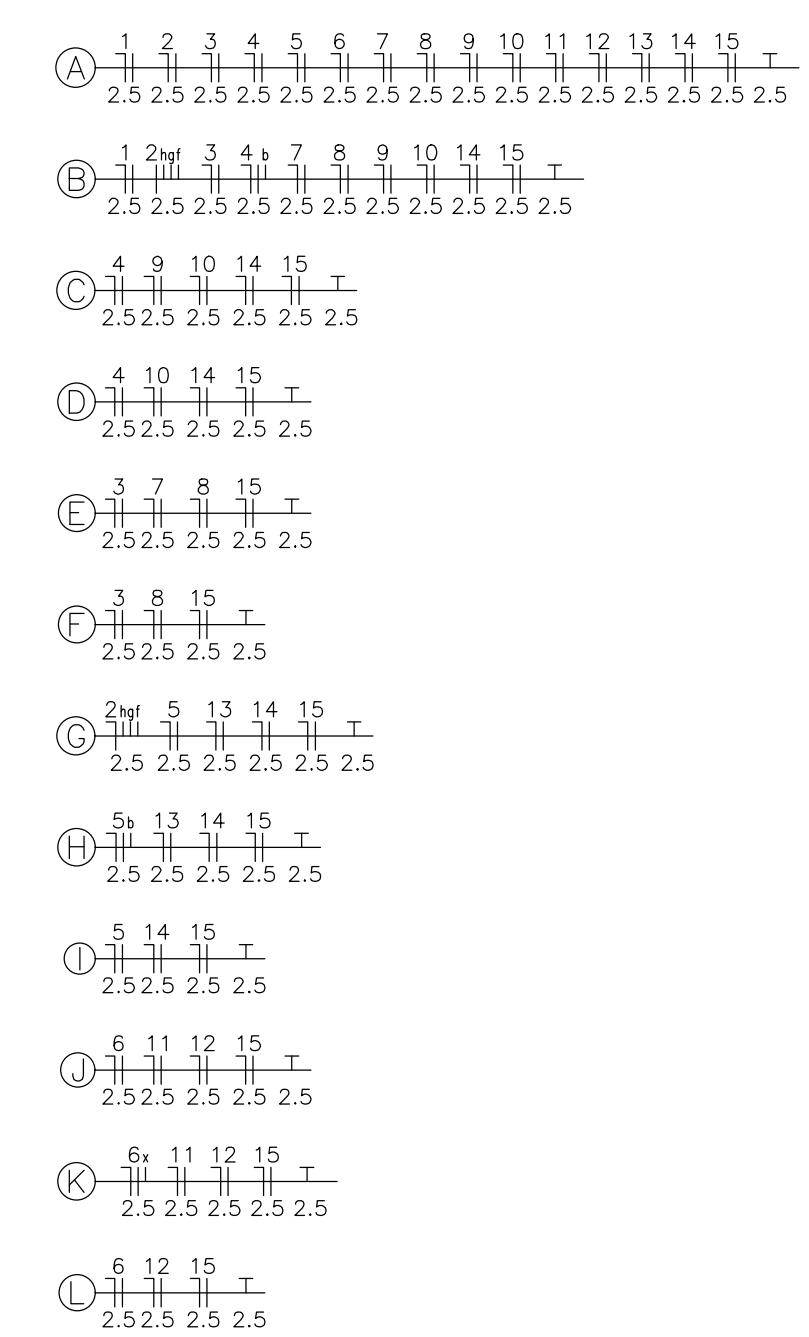 1 2 3 4 5 6 7 8 9 10 11 12 13 14 15
A
2.5 2.5 2.5 2.5 2.5 2.5 2.5 2.5 2.5 2.5 2.5 2.5 2.5 2.5 2.5 2.5
1 2 hgf 3 4 b 7 8 9 10 14 15
B
2.5 2.5 2.5 2.5 2.5 2.5 2.5 2.5 2.5 2.5 2.5
4 9 10 14 15
C
2.5 2.5 2.5 2.5 2.5 2.5
4 10 14 15
D
2.5 2.5 2.5 2.5 2.5
3 7 8 15
E
2.5 2.5 2.5 2.5 2.5
3 8 15
F
2.5 2.5 2.5 2.5
2 hgf 5 13 14 15
G
2.5 2.5 2.5 2.5 2.5 2.5
5 b 13 14 15
H
2.5 2.5 2.5 2.5 2.5
5 14 15
I
2.5 2.5 2.5 2.5
6 11 12 15
J
2.5 2.5 2.5 2.5 2.5
6 x 11 12 15
K
2.5 2.5 2.5 2.5 2.5
6 12 15
L
2.5 2.5 2.5 2.5